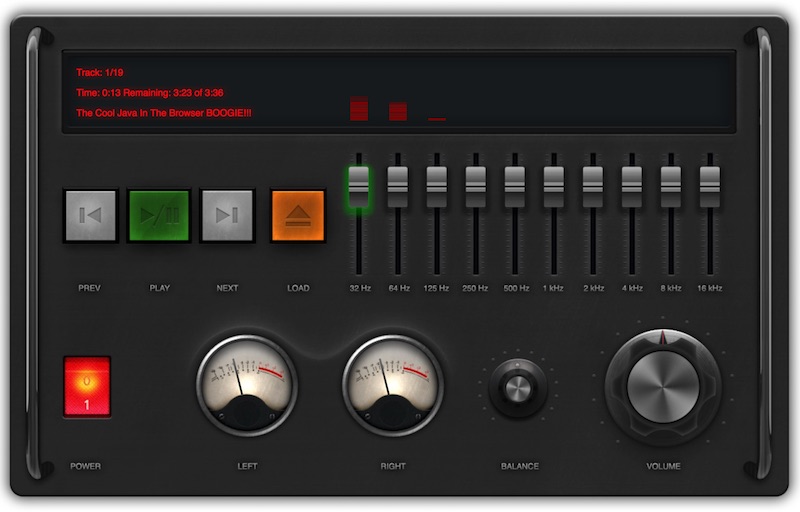 Track: 1/19
Time: 0:13 Remaining: 3:23 of 3:36
The Cool Java In The Browser BOOGIE!!!
PREV PLAY NEXT LOAD 32 Hz 64 Hz 125 Hz 250 Hz 500 Hz 1 kHz 2 kHz 4 kHz 8 kHz 16 kHz
0
1
POWER LEFT RIGHT BALANCE VOLUME